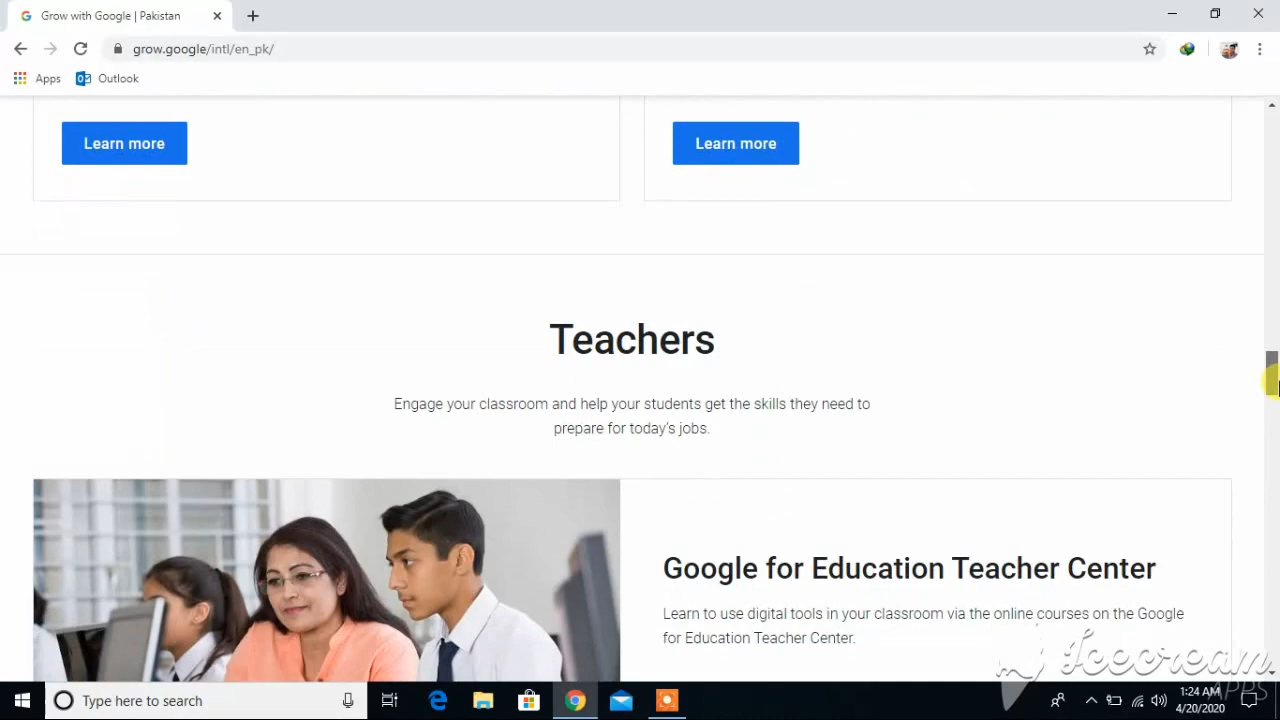 Grow with Google | Pakistan
grow.google/intl/en_pk/
Apps
Outlook
Learn more
Learn more
Teachers
Engage your classroom and help your students get the skills they need to
prepare for today's jobs.
Google for Education Teacher Center
Learn to use digital tools in your classroom via the online courses on the Google
for Education Teacher Center.
Icecream
APPS
Type here to search
1:24 AM
4/20/2020